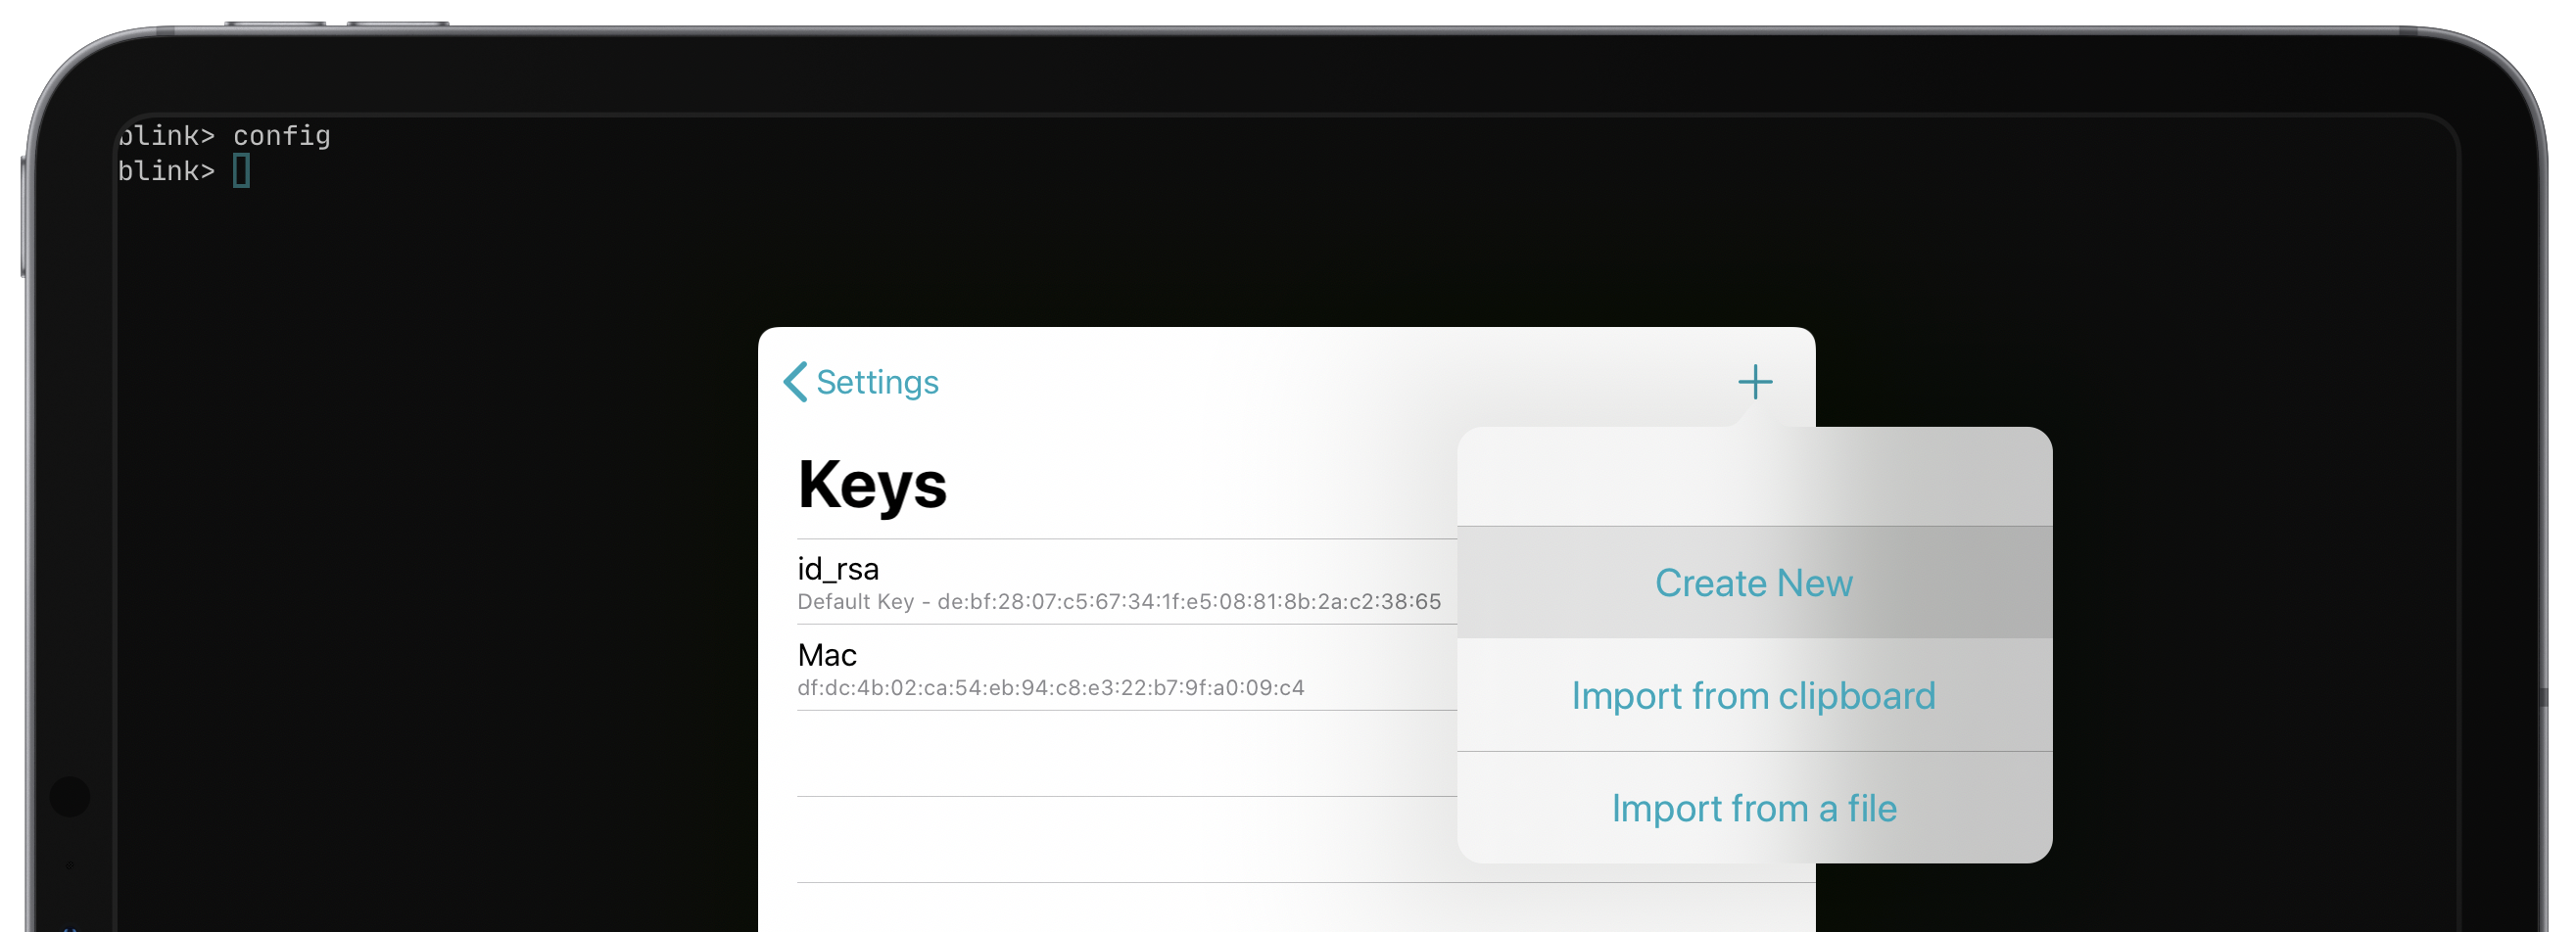 blink> config
blink>
Settings
Keys
id_rsa
Default Key - de:bf:28:07:c5:67:34:1f:e5:08:81:8b:2a:c2:38:65
Mac
df:dc:4b:02:ca:54:eb:94:c8:e3:22:b7:9f:a0:09:c4
Create New
Import from clipboard
Import from a file